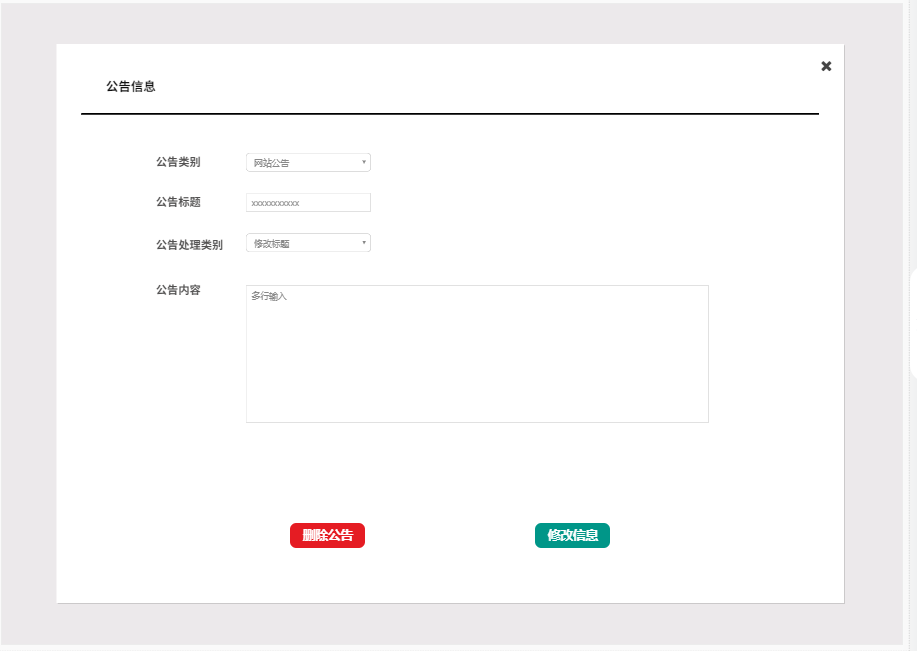 公告信息
公告类别 网站公告
公告标题 xxxxxxxxxxx
公告处理类别 修改标题
公告内容 多行输入
删除公告 修改信息